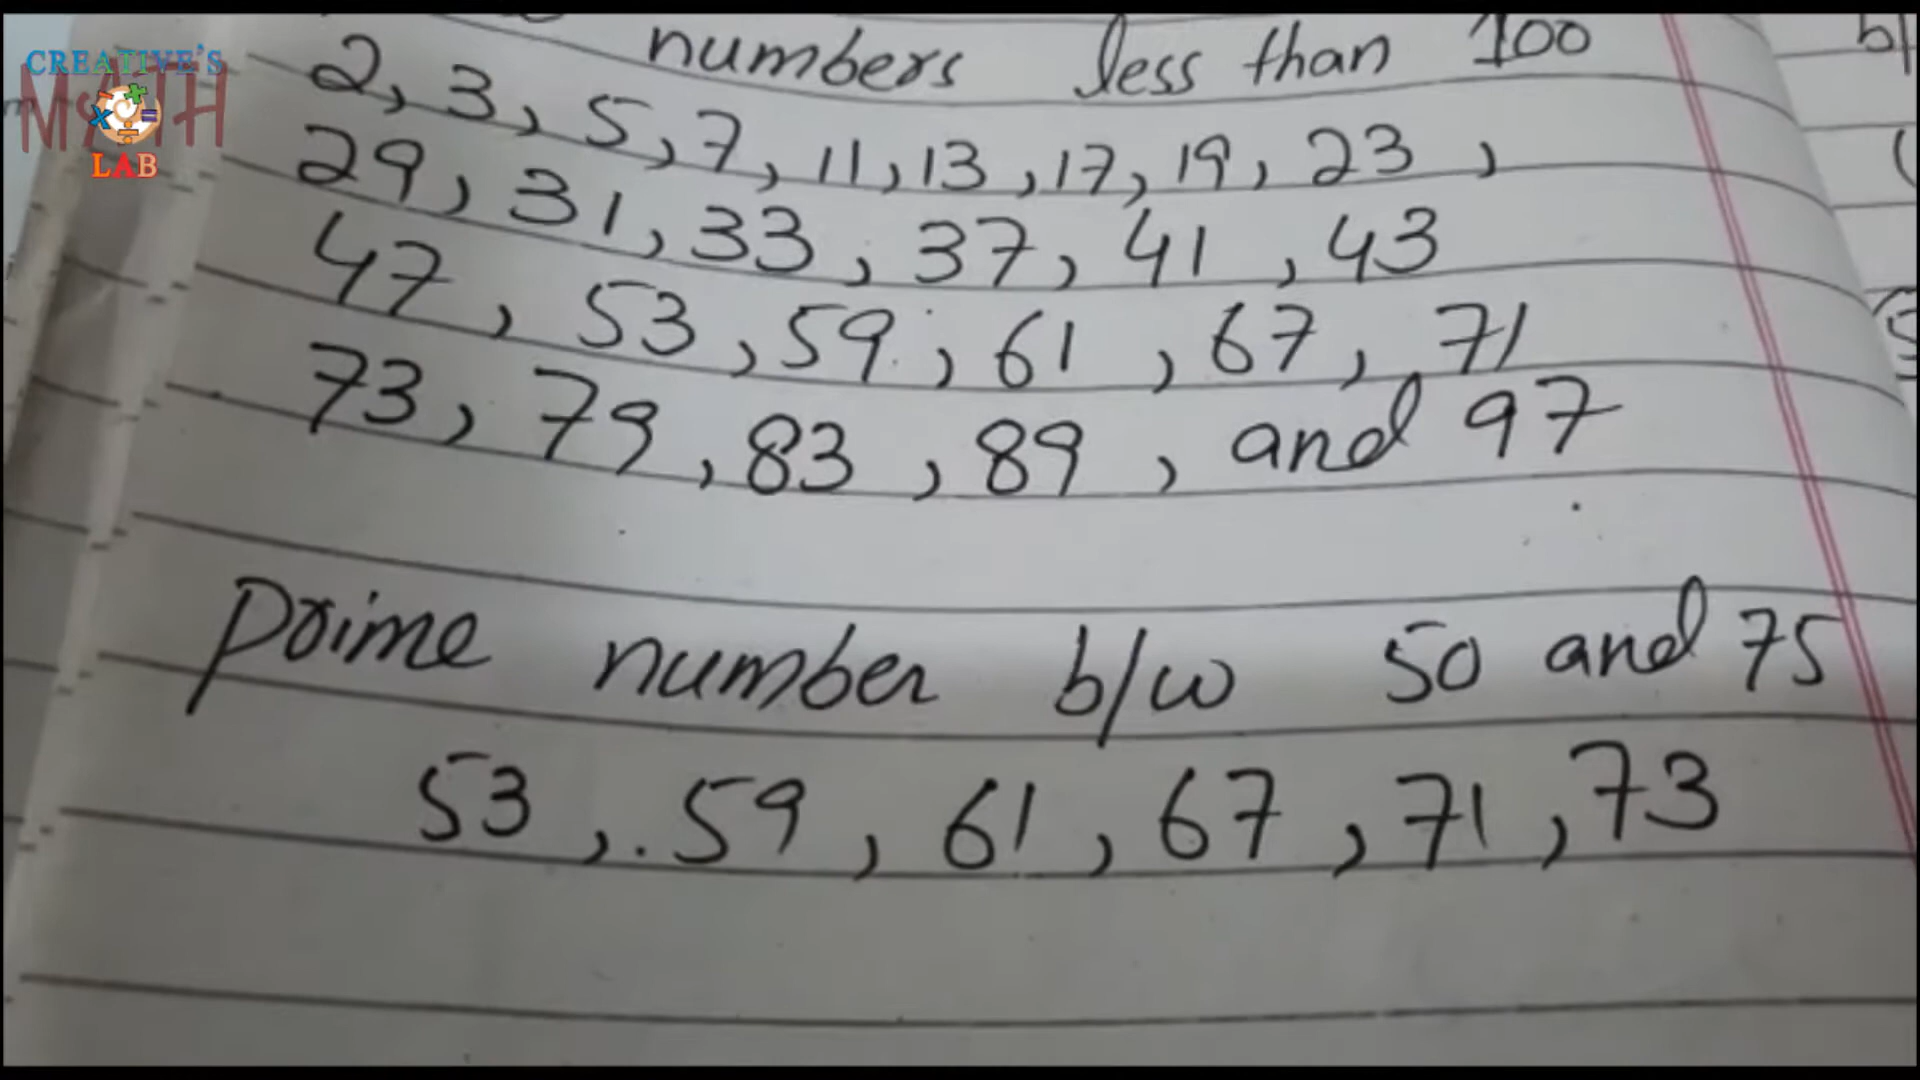 CREATIVE'S
MATH
LAB
numbers less than 100
2, 3, 5, 7, 11, 13, 17, 19, 23,
29, 31, 33, 37, 41, 43
47, 53, 59, 61, 67, 71
73, 79, 83, 89, and 97
prime number b/w 50 and 75
53, 59, 61, 67, 71, 73